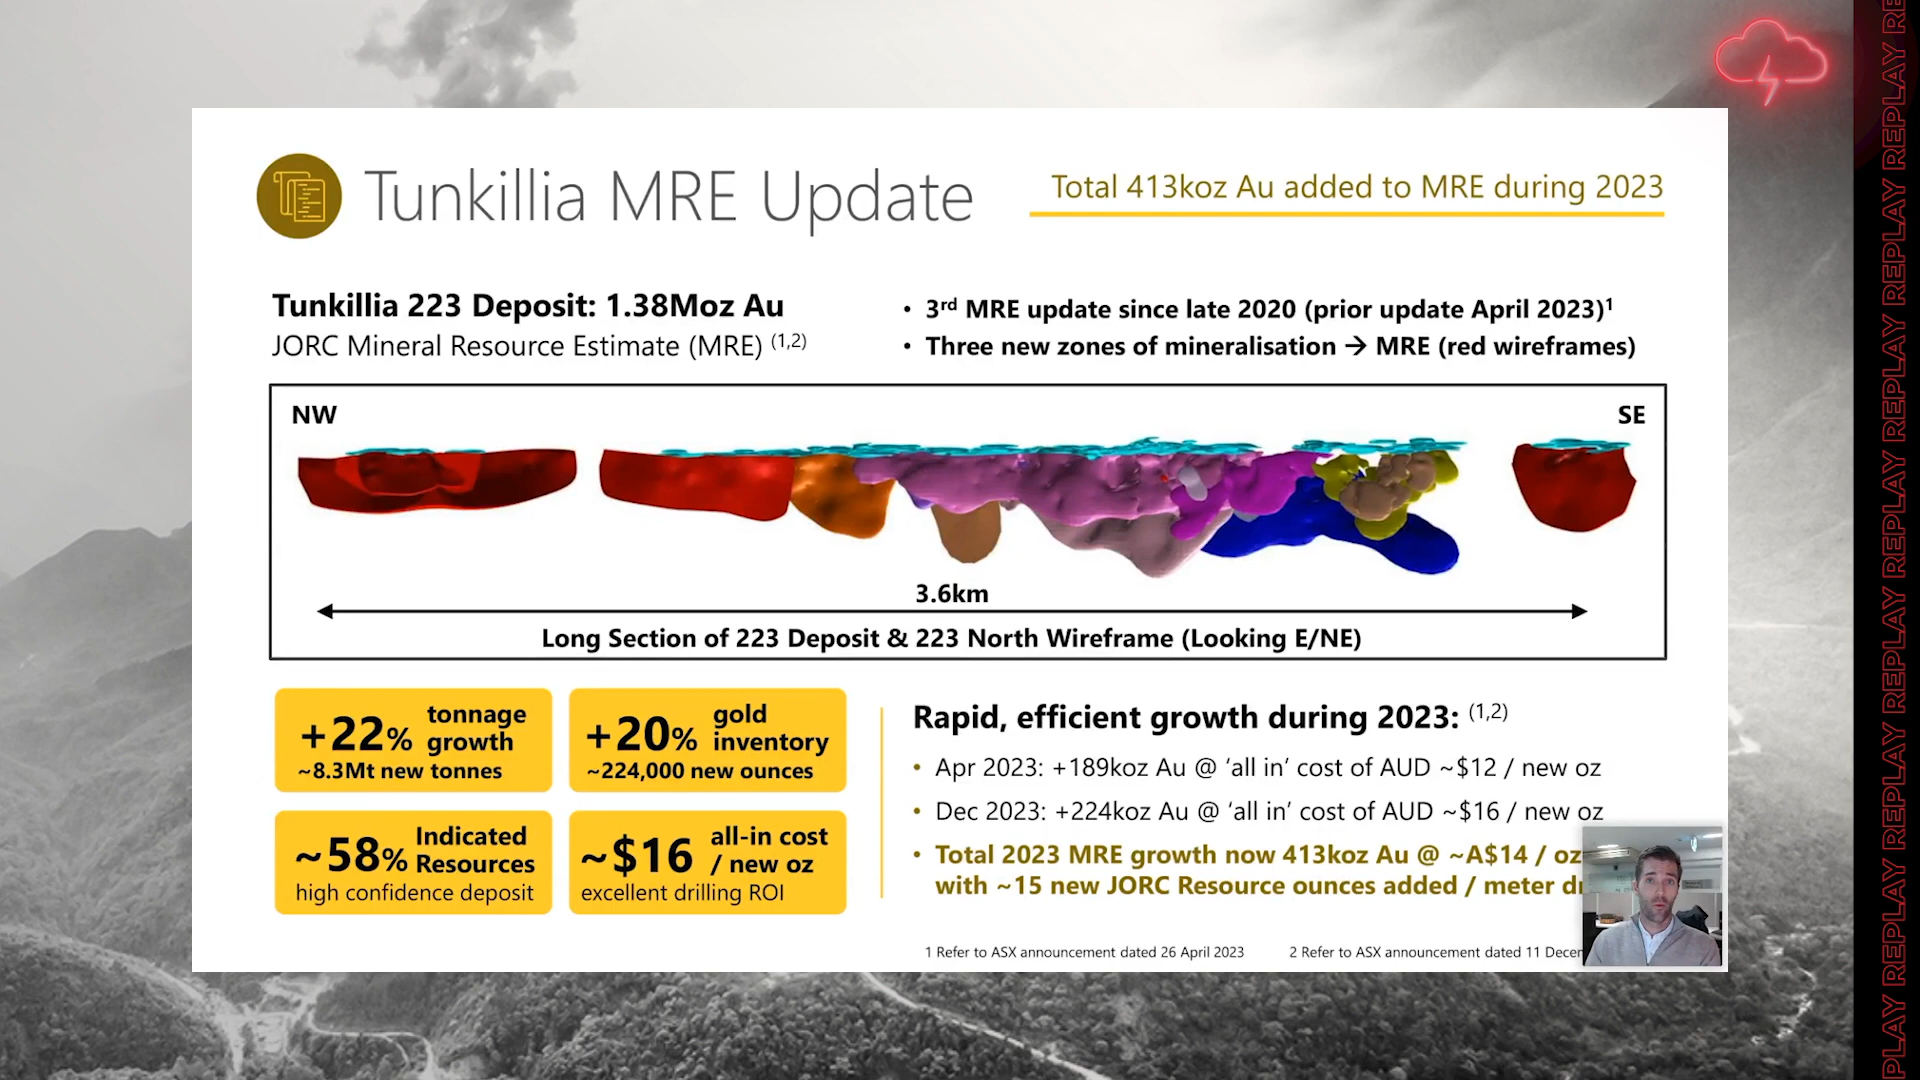 Tunkillia MRE Update
Total 413koz Au added to MRE during 2023
Tunkillia 223 Deposit: 1.38Moz Au
JORC Mineral Resource Estimate (MRE) (1,2)
• 3rd MRE update since late 2020 (prior update April 2023)1
• Three new zones of mineralisation → MRE (red wireframes)
NW
SE
3.6km
Long Section of 223 Deposit & 223 North Wireframe (Looking E/NE)
+22% tonnage growth
~8.3Mt new tonnes
+20% gold inventory
~224,000 new ounces
~58% Indicated Resources
high confidence deposit
~$16 all-in cost / new oz
excellent drilling ROI
Rapid, efficient growth during 2023: (1,2)
• Apr 2023: +189koz Au @ ‘all in’ cost of AUD ~$12 / new oz
• Dec 2023: +224koz Au @ ‘all in’ cost of AUD ~$16 / new oz
• Total 2023 MRE growth now 413koz Au @ ~A$14 / oz
with ~15 new JORC Resource ounces added / meter
1 Refer to ASX announcement dated 26 April 2023
2 Refer to ASX announcement dated 11
REPLAY REPLAY REPLAY REPLAY REPLAY REPLAY REPLAY